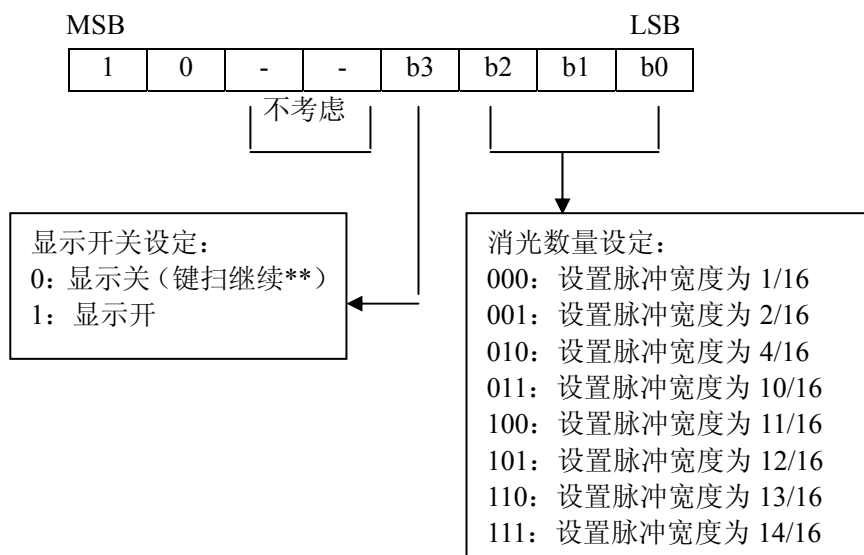 MSB LSB
1 0 - - b3 b2 b1 b0
不考虑
显示开关设定：
0：显示关（键扫继续**）
1：显示开
消光数量设定：
000：设置脉冲宽度为 1/16
001：设置脉冲宽度为 2/16
010：设置脉冲宽度为 4/16
011：设置脉冲宽度为 10/16
100：设置脉冲宽度为 11/16
101：设置脉冲宽度为 12/16
110：设置脉冲宽度为 13/16
111：设置脉冲宽度为 14/16